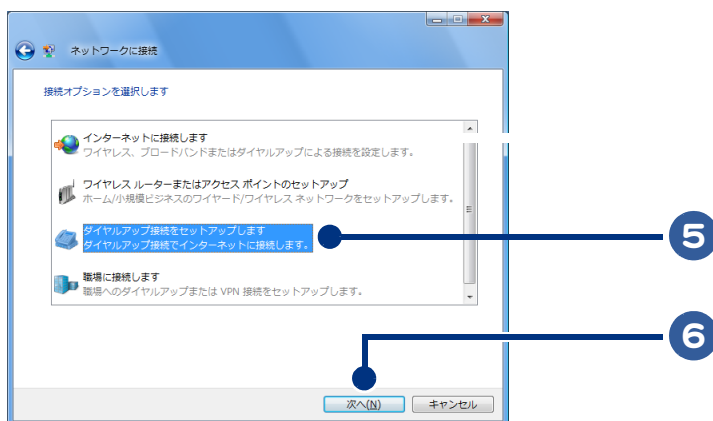 ネットワークに接続
接続オプションを選択します
インターネットに接続します
ワイヤレス、ブロードバンドまたはダイヤルアップによる接続を設定します。
ワイヤレス ルーターまたはアクセス ポイントのセットアップ
ホーム/小規模ビジネスのワイヤード/ワイヤレス ネットワークをセットアップします。
ダイヤルアップ接続をセットアップします
ダイヤルアップ接続でインターネットに接続します。
5
職場に接続します
職場へのダイヤルアップまたは VPN 接続をセットアップします。
6
次へ(N)
キャンセル